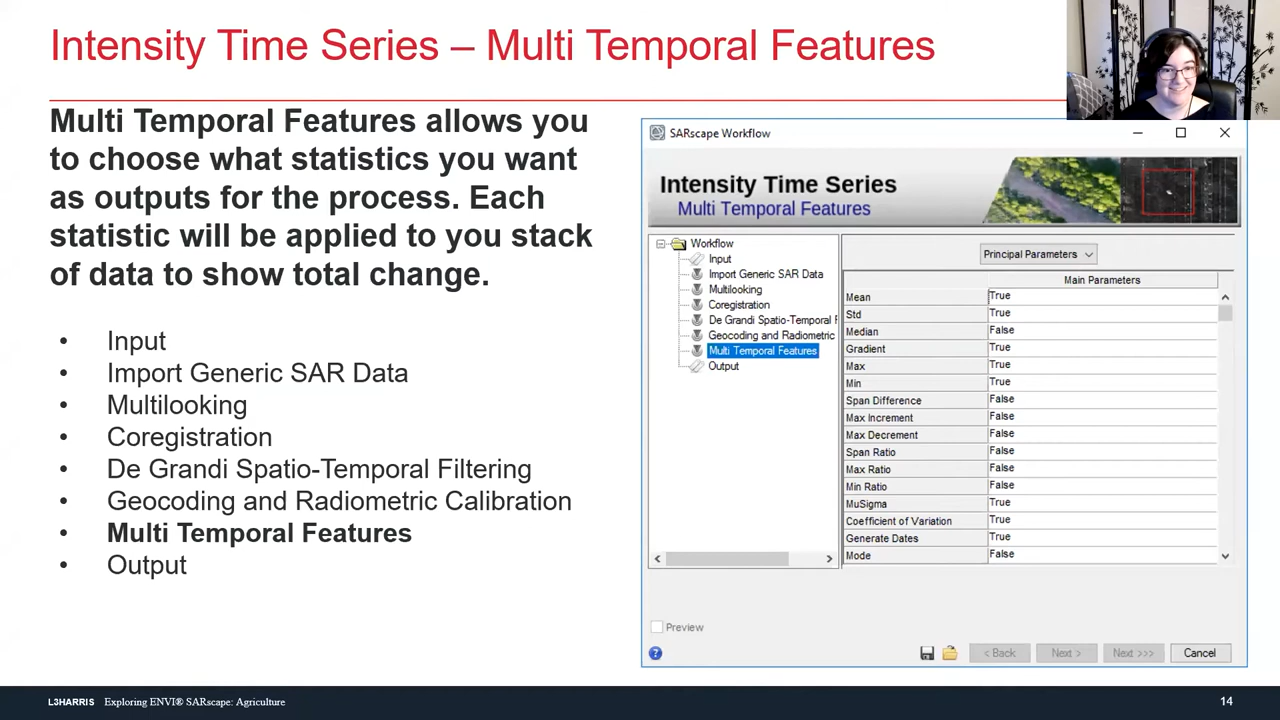 Intensity Time Series – Multi Temporal Features
Multi Temporal Features allows you
to choose what statistics you want
as outputs for the process. Each
statistic will be applied to you stack
of data to show total change.
• Input
• Import Generic SAR Data
• Multilooking
• Coregistration
• De Grandi Spatio-Temporal Filtering
• Geocoding and Radiometric Calibration
• Multi Temporal Features
• Output
SARscape Workflow
Intensity Time Series
Multi Temporal Features
Workflow
Input
Import Generic SAR Data
Multilooking
Coregistration
De Grandi Spatio-Temporal F
Geocoding and Radiometric
Multi Temporal Features
Output
Principal Parameters
Main Parameters
Mean True
Std True
Median False
Gradient True
Max True
Min True
Span Difference False
Max Increment False
Max Decrement False
Span Ratio False
Max Ratio False
Min Ratio False
MuSigma True
Coefficient of Variation True
Generate Dates True
Mode False
Preview
< Back Next > Next >>> Cancel
L3HARRIS Exploring ENVI® SARscape: Agriculture 14